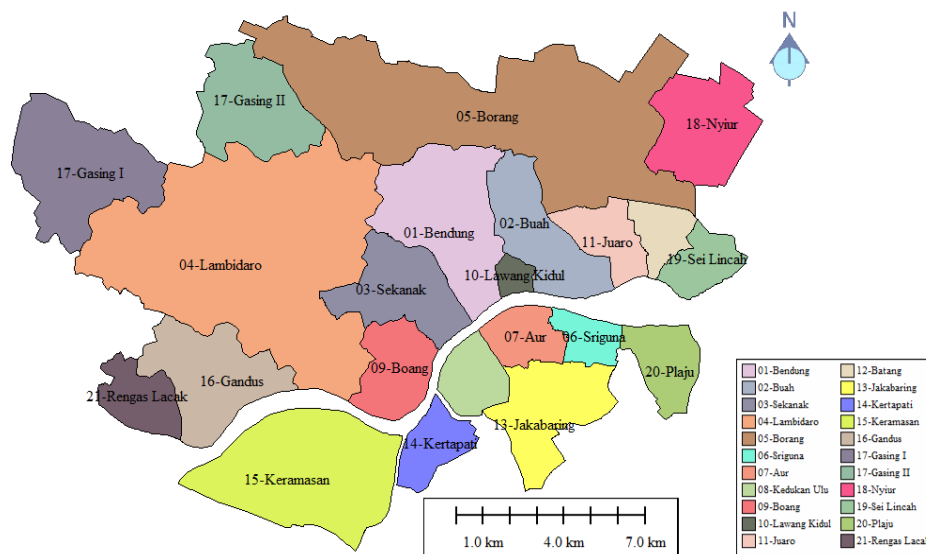 N
17-Gasing II
05-Borang
18-Nyiur
17-Gasing I
02-Buah
01-Bendung
11-Juaro
19-Sei Lincah
04-Lambidaro
10-Lawang Kidul
03-Sekanak
07-Aur
06-Sriguna
09-Boang
20-Plaju
16-Gandus
21-Rengas Lacak
13-Jakabaring
14-Kertapati
15-Keramasan
1.0 km 4.0 km 7.0 km
01-Bendung
02-Buah
03-Sekanak
04-Lambidaro
05-Borang
06-Sriguna
07-Aur
08-Kedukan Ulu
09-Boang
10-Lawang Kidul
11-Juaro
12-Batang
13-Jakabaring
14-Kertapati
15-Keramasan
16-Gandus
17-Gasing I
17-Gasing II
18-Nyiur
19-Sei Lincah
20-Plaju
21-Rengas Lacak